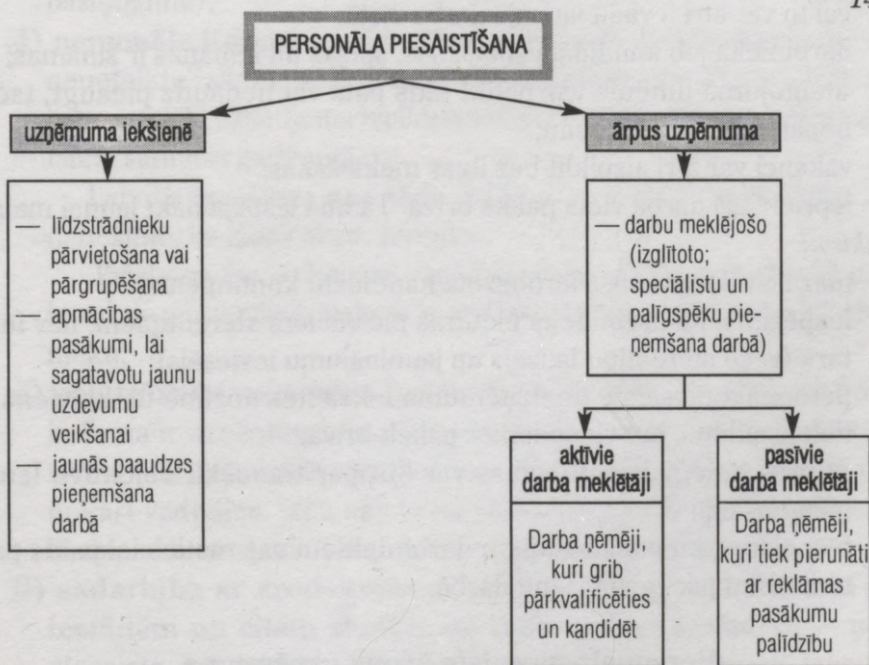 PERSONĀLA PIESAISTĪŠANA
uzņēmuma iekšienē
— līdzstrādnieku
pārvietošana vai
pārgrupēšana
— apmācības
pasākumi, lai
sagatavotu jaunu
uzdevumu
veikšanai
— jaunās paaudzes
pieņemšana
darbā
ārpus uzņēmuma
— darbu meklējošo
(izglītoto;
speciālistu un
palīgspēku pie-
ņemšana darbā)
aktīvie
darba meklētāji
Darba ņēmēji,
kuri grib
pārkvalificēties
un kandidēt
pasīvie
darba meklētāji
Darba ņēmēji,
kuri tiek pierunāti
ar reklāmas
pasākumu
palīdzību